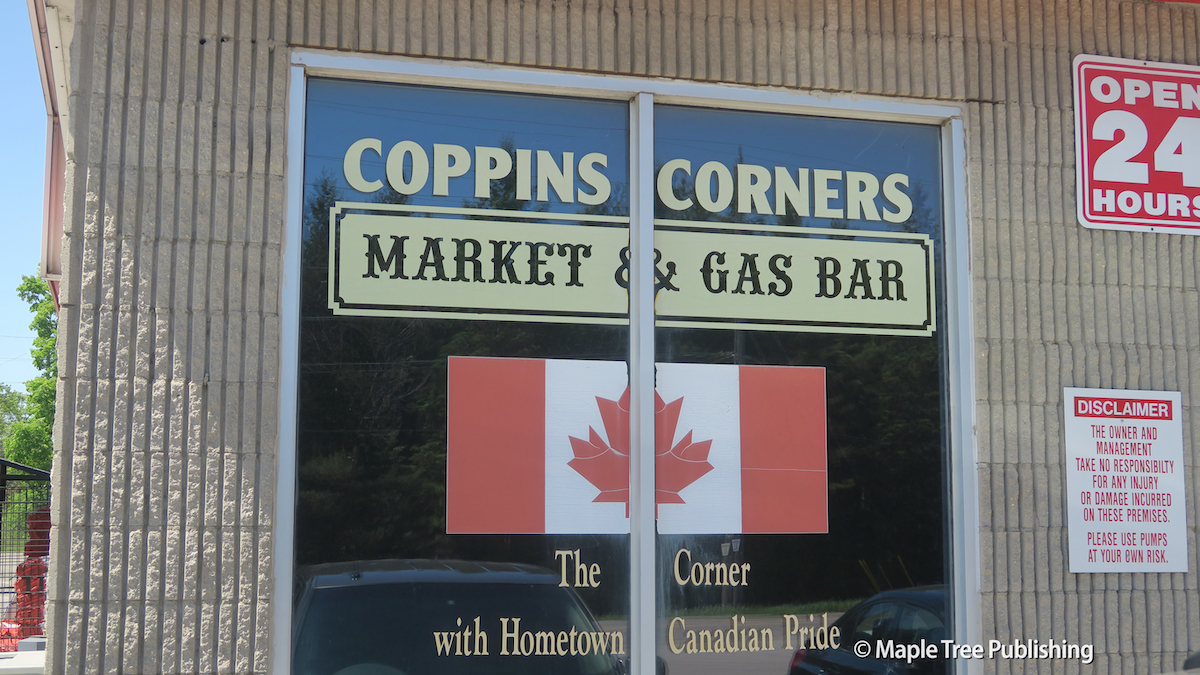 COPPINS CORNERS
MARKET & GAS BAR
The Corner
with Hometown Canadian Pride
OPEN
24
HOURS
DISCLAIMER
THE OWNER AND
MANAGEMENT
TAKE NO RESPONSIBILTY
FOR ANY INJURY
OR DAMAGE INCURRED
ON THESE PREMISES.
PLEASE USE PUMPS
AT YOUR OWN RISK.
© Maple Tree Publishing